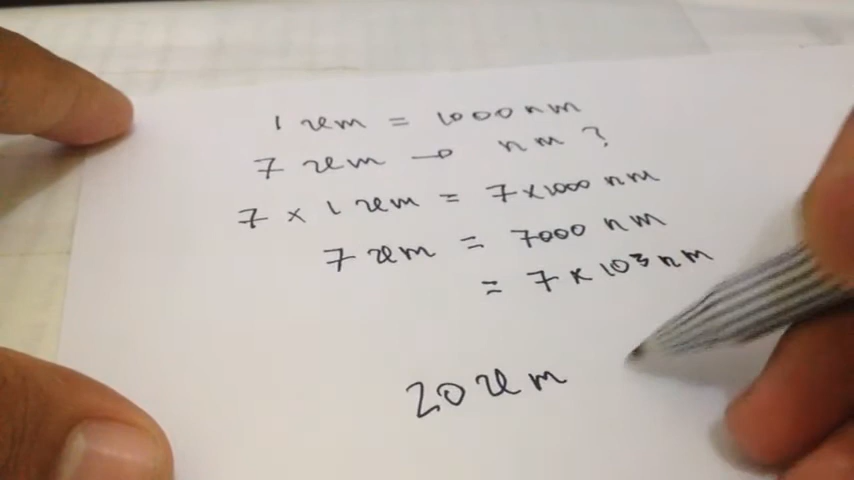 1 μm = 1000 nm
7 μm → nm ?
7 × 1 μm = 7 × 1000 nm
7 μm = 7000 nm
= 7 × 10³ nm
20 μm